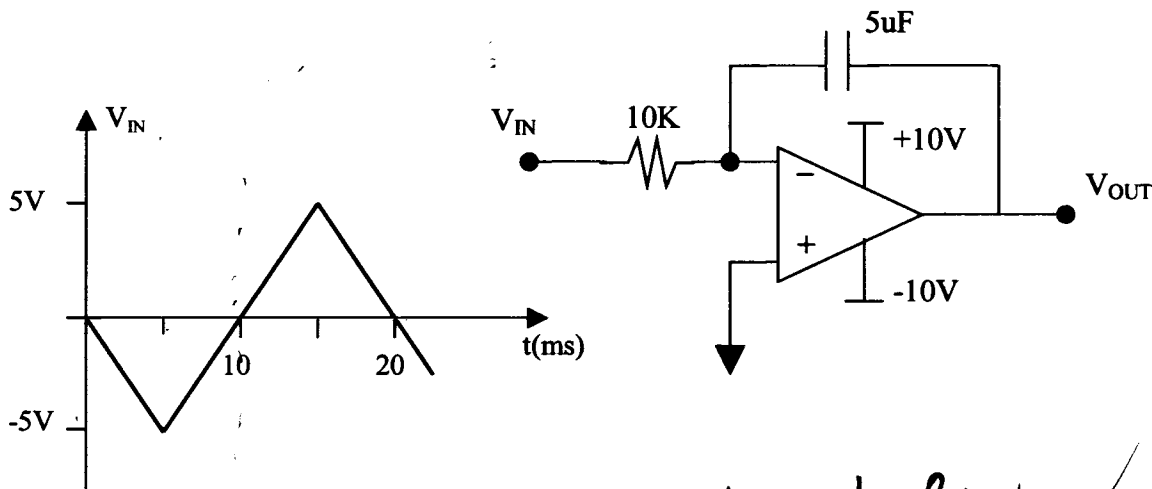 5uF
V_IN
V_IN
10K
+10V
5V
−
V_OUT
+
-10V
t(ms)
10
20
-5V